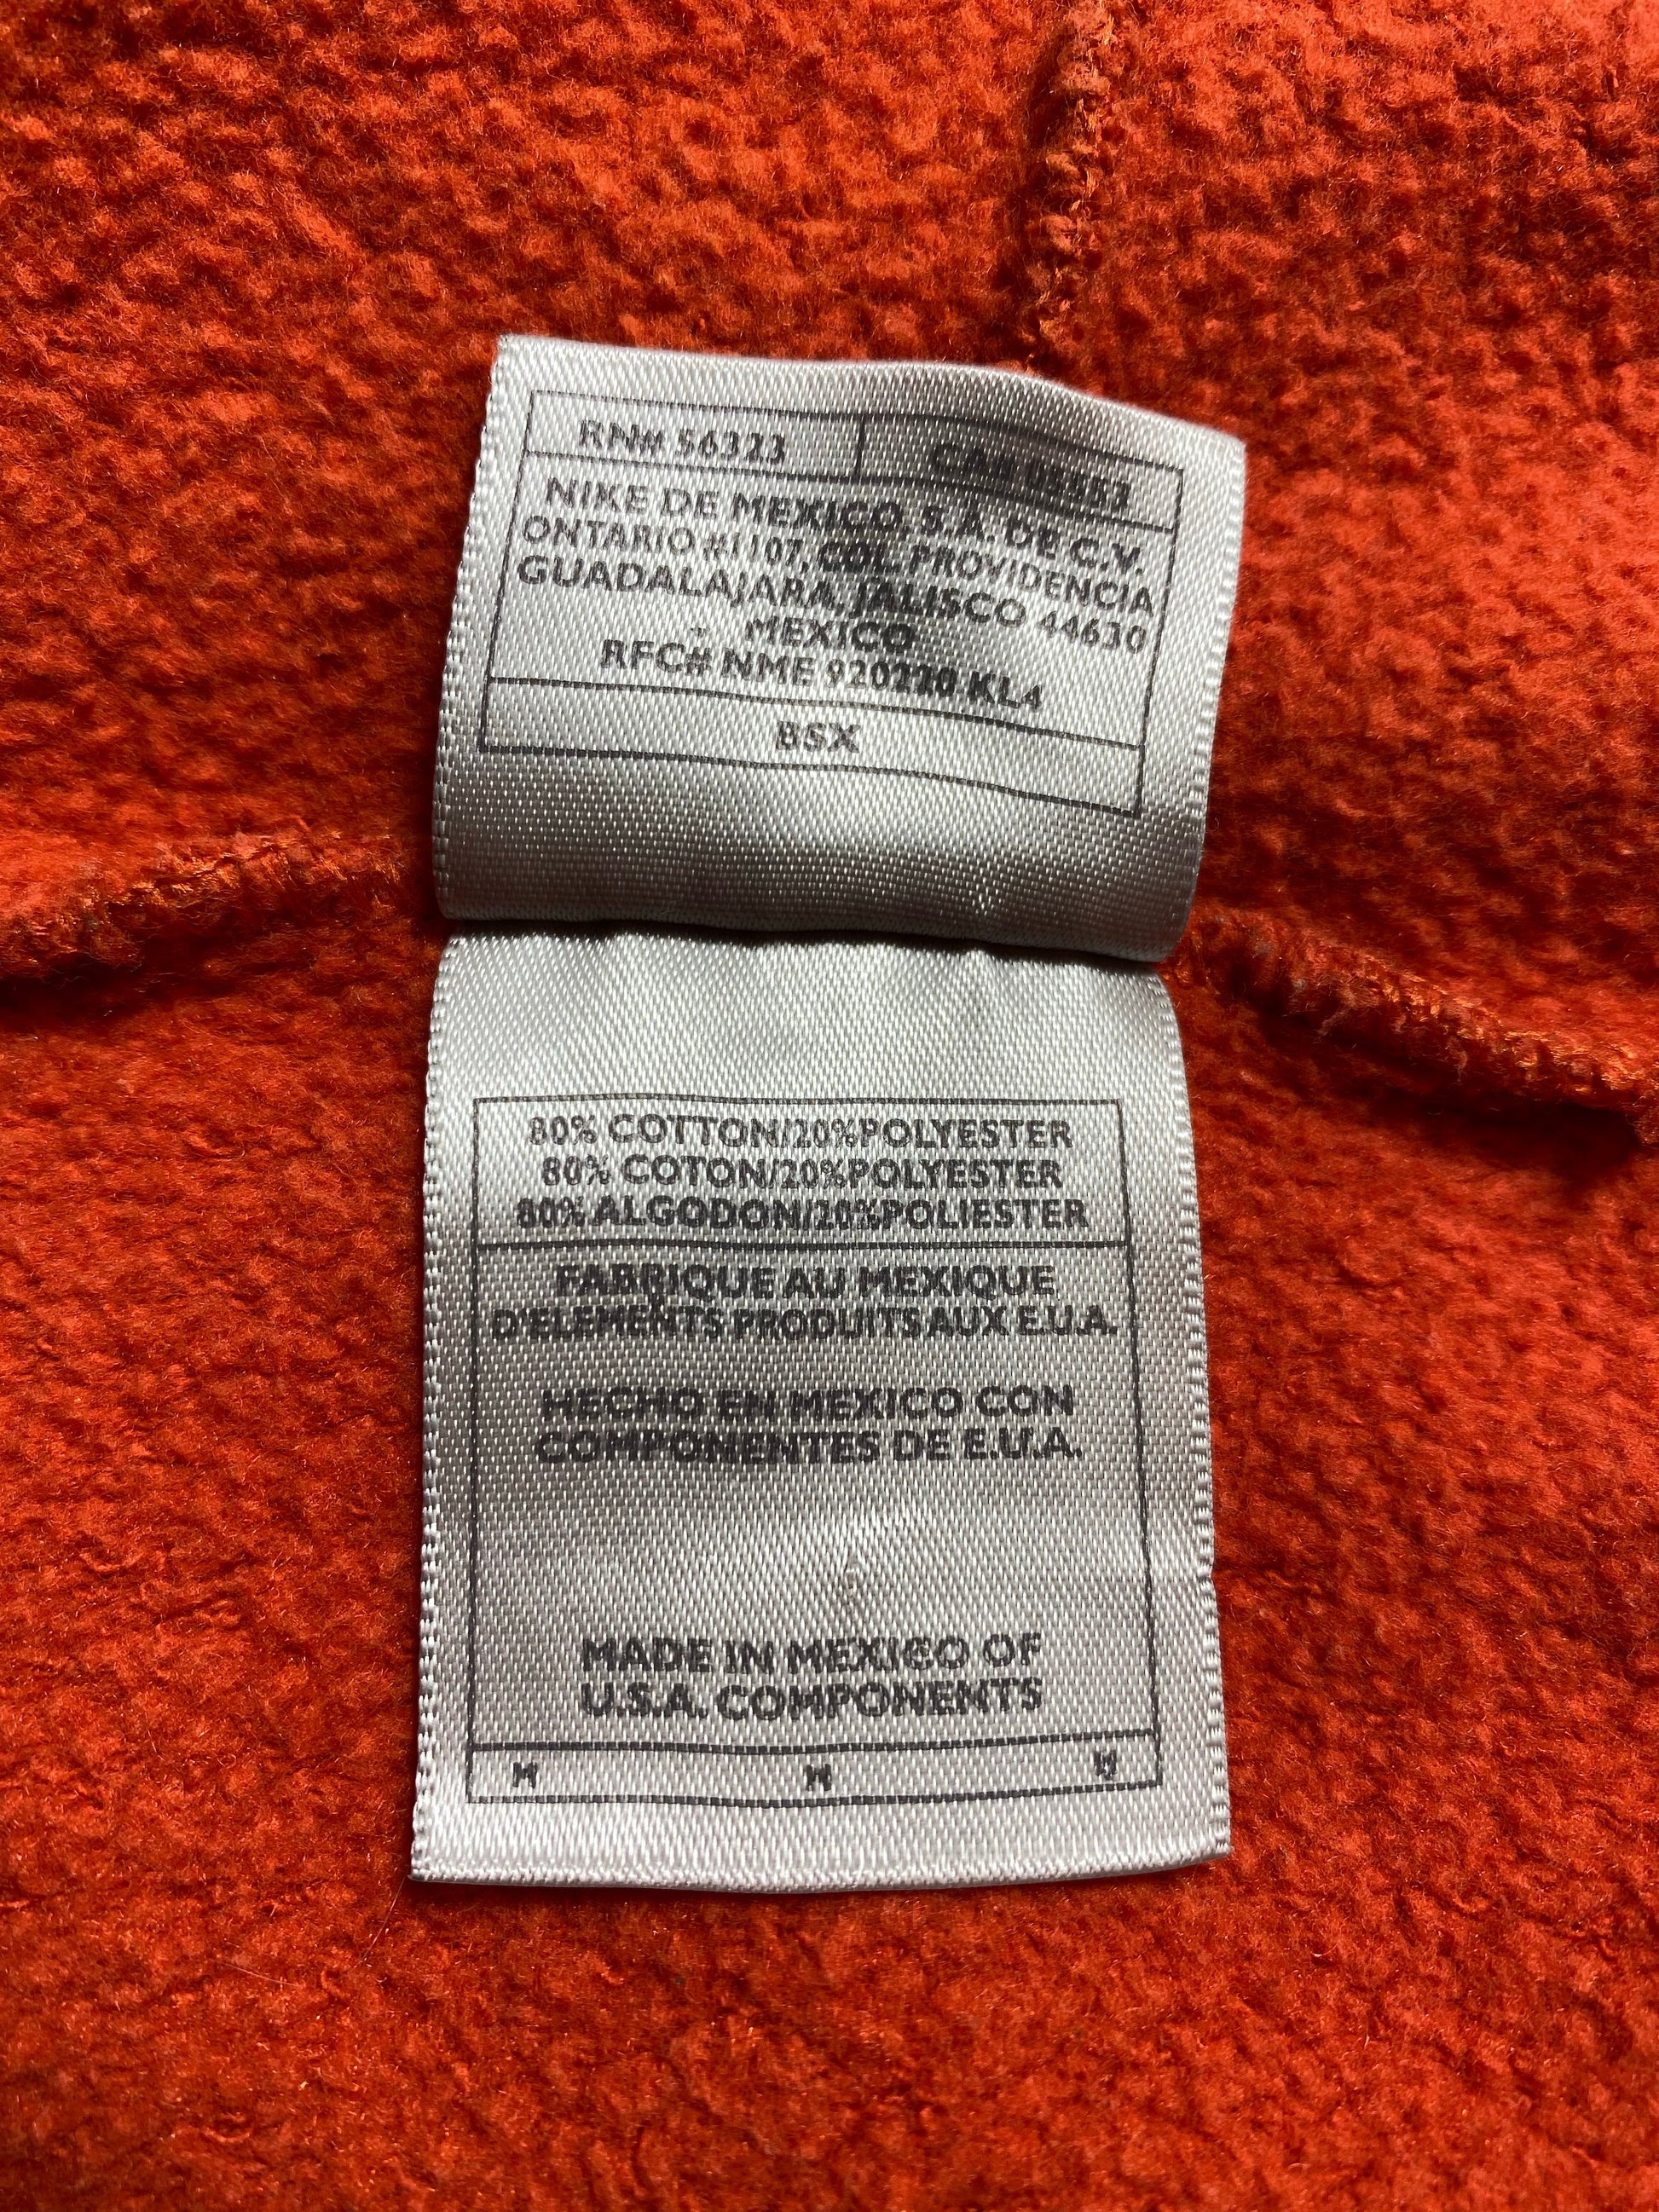 RN# 56323
CA#
NIKE DE MEXICO, S.A. DE C.V.
ONTARIO #1107, COL. PROVIDENCIA
GUADALAJARA, JALISCO 44630
MEXICO
RFC# NME 920220 KL4
BSX
80% COTTON/20%POLYESTER
80% COTON/20%POLYESTER
80% ALGODON/20%POLIESTER
FABRIQUE AU MEXIQUE
D'ELEMENTS PRODUITS AUX E.U.A.
HECHO EN MEXICO CON
COMPONENTES DE E.U.A.
MADE IN MEXICO OF
U.S.A. COMPONENTS
M M M